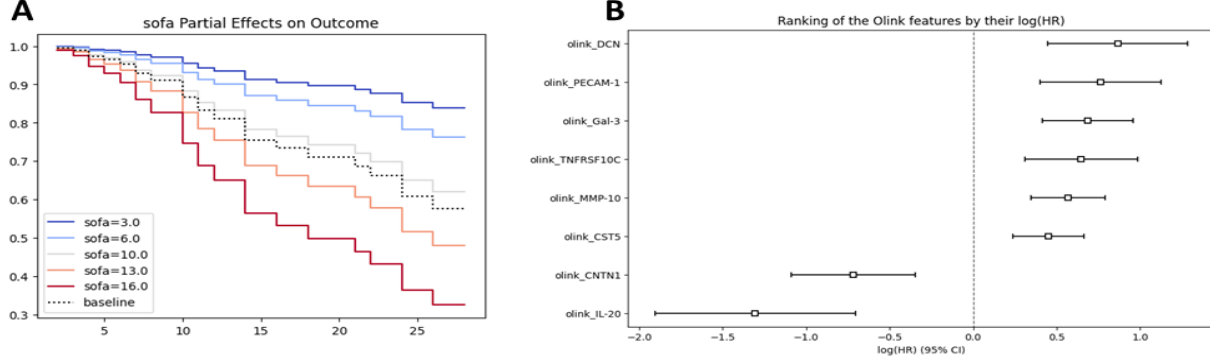 A
sofa Partial Effects on Outcome
1.0
0.9
0.8
0.7
0.6
0.5
0.4
0.3
sofa=3.0
sofa=6.0
sofa=10.0
sofa=13.0
sofa=16.0
baseline
5
10
15
20
25
B
Ranking of the Olink features by their log(HR)
olink_DCN
olink_PECAM-1
olink_Gal-3
olink_TNFRSF10C
olink_MMP-10
olink_CST5
olink_CNTN1
olink_IL-20
−2.0
−1.5
−1.0
−0.5
0.0
0.5
1.0
log(HR) (95% CI)